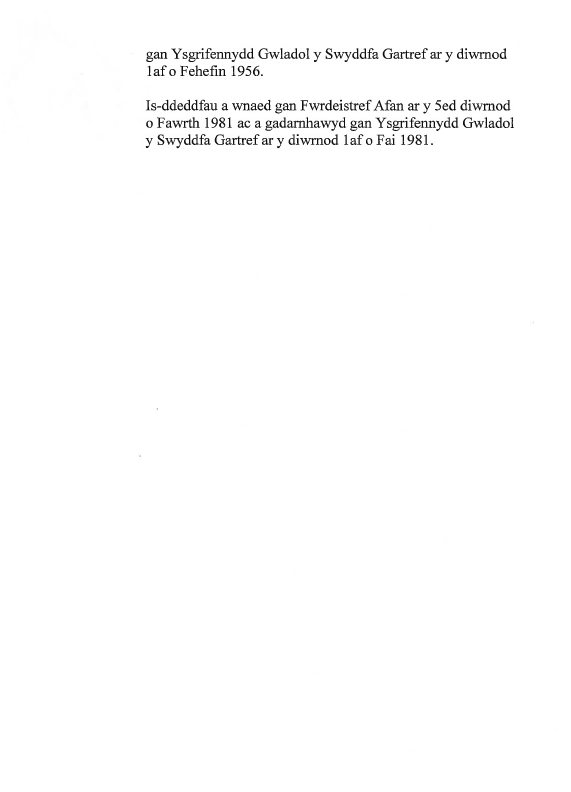 gan Ysgrifennydd Gwladol y Swyddfa Gartref ar y diwrnod
1af o Fehefin 1956.
Is-ddeddfau a wnaed gan Fwrdeistref Afan ar y 5ed diwrnod
o Fawrth 1981 ac a gadarnhawyd gan Ysgrifennydd Gwladol
y Swyddfa Gartref ar y diwrnod 1af o Fai 1981.